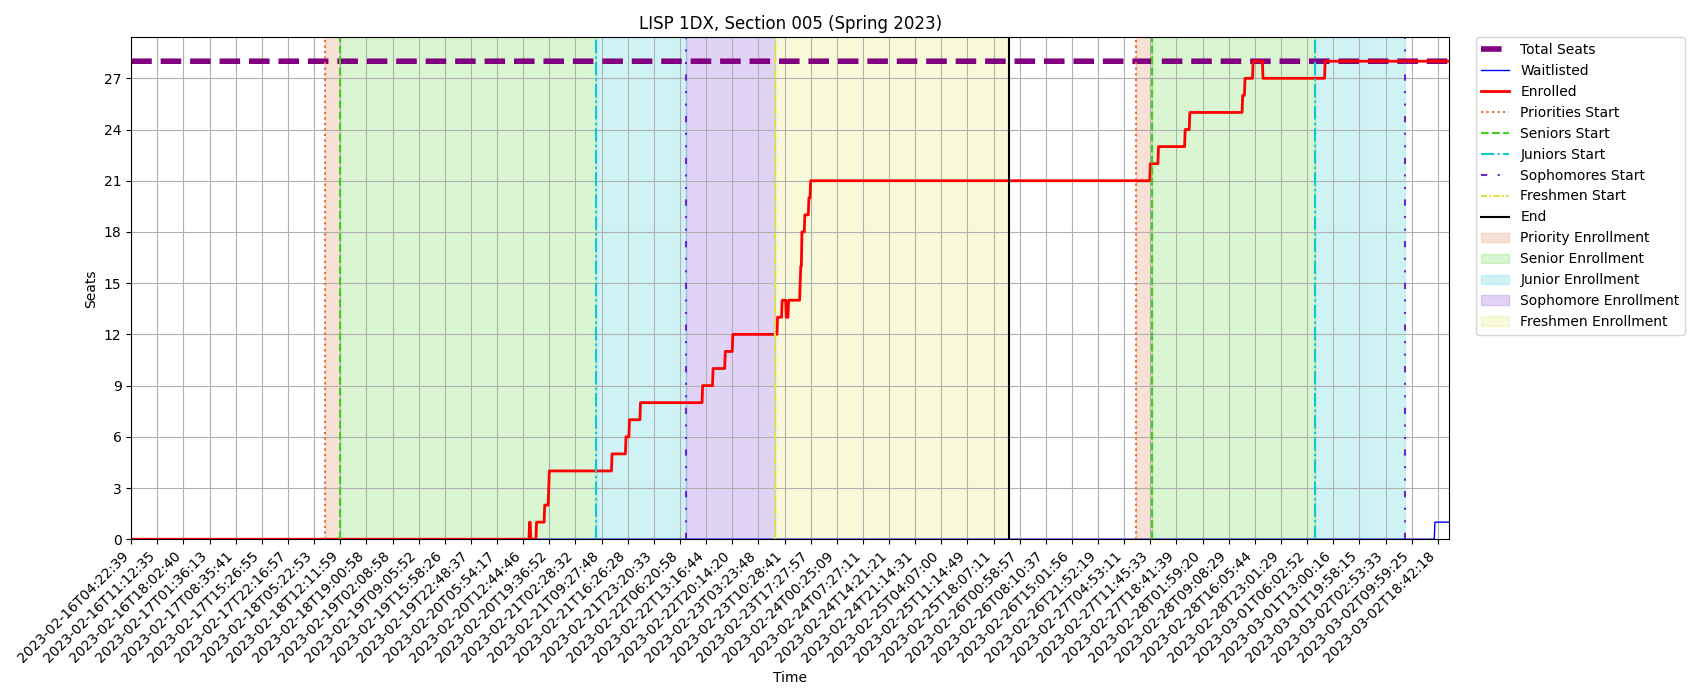 LISP 1DX, Section 005 (Spring 2023)
Total Seats
Waitlisted
Enrolled
Priorities Start
Seniors Start
Juniors Start
Sophomores Start
Freshmen Start
End
Priority Enrollment
Senior Enrollment
Junior Enrollment
Sophomore Enrollment
Freshmen Enrollment
Seats
27
24
21
18
15
12
9
6
3
0
2023-02-16T04:22:39
2023-02-16T11:12:35
2023-02-16T18:02:40
2023-02-17T01:36:13
2023-02-17T08:35:41
2023-02-17T15:26:55
2023-02-17T22:16:57
2023-02-18T05:22:53
2023-02-18T12:11:59
2023-02-18T19:00:58
2023-02-19T02:08:58
2023-02-19T09:05:52
2023-02-19T15:58:26
2023-02-19T22:48:37
2023-02-20T05:54:17
2023-02-20T12:44:46
2023-02-20T19:36:52
2023-02-21T02:28:32
2023-02-21T09:27:48
2023-02-21T16:26:28
2023-02-21T23:20:33
2023-02-22T06:20:58
2023-02-22T13:16:44
2023-02-22T20:14:20
2023-02-23T03:23:48
2023-02-23T10:28:41
2023-02-23T17:27:57
2023-02-24T00:25:09
2023-02-24T07:27:11
2023-02-24T14:21:21
2023-02-24T21:14:31
2023-02-25T04:07:00
2023-02-25T11:14:49
2023-02-25T18:07:11
2023-02-26T00:58:57
2023-02-26T08:10:37
2023-02-26T15:01:56
2023-02-26T21:52:19
2023-02-27T04:53:11
2023-02-27T11:45:33
2023-02-27T18:41:39
2023-02-28T01:59:20
2023-02-28T09:08:29
2023-02-28T16:05:44
2023-02-28T23:01:29
2023-03-01T06:02:52
2023-03-01T13:00:16
2023-03-01T19:58:15
2023-03-02T02:53:33
2023-03-02T09:59:25
2023-03-02T18:42:18
Time